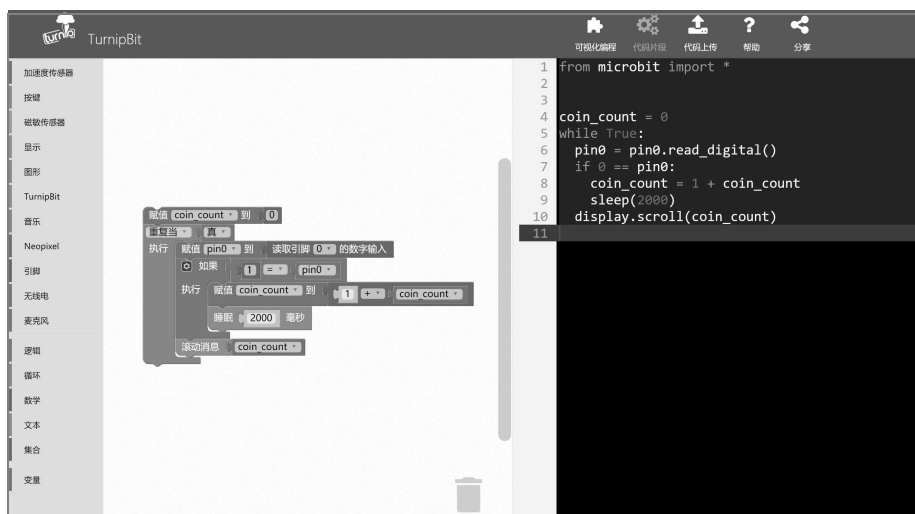 turnip TurnipBit
可视化编程 代码片段 代码上传 帮助 分享
加速度传感器
按键
磁敏传感器
显示
图形
TurnipBit
音乐
Neopixel
引脚
无线电
麦克风
逻辑
循环
数学
文本
集合
变量
赋值 coin_count 到 0
重复当 真
执行 赋值 pin0 到 读取引脚 0 的数字输入
如果 1 = pin0
执行 赋值 coin_count 到 1 + coin_count
睡眠 2000 毫秒
滚动消息 coin_count
1 from microbit import *
2
3
4 coin_count = 0
5 while True:
6 pin0 = pin0.read_digital()
7 if 0 == pin0:
8 coin_count = 1 + coin_count
9 sleep(2000)
10 display.scroll(coin_count)
11